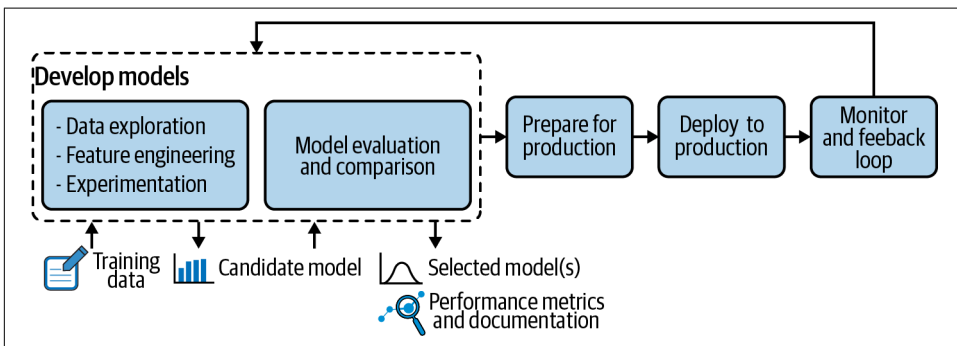 Develop models
- Data exploration
- Feature engineering
- Experimentation
Model evaluation
and comparison
Prepare for
production
Deploy to
production
Monitor
and feeback
loop
Training
data
Candidate model
Selected model(s)
Performance metrics
and documentation